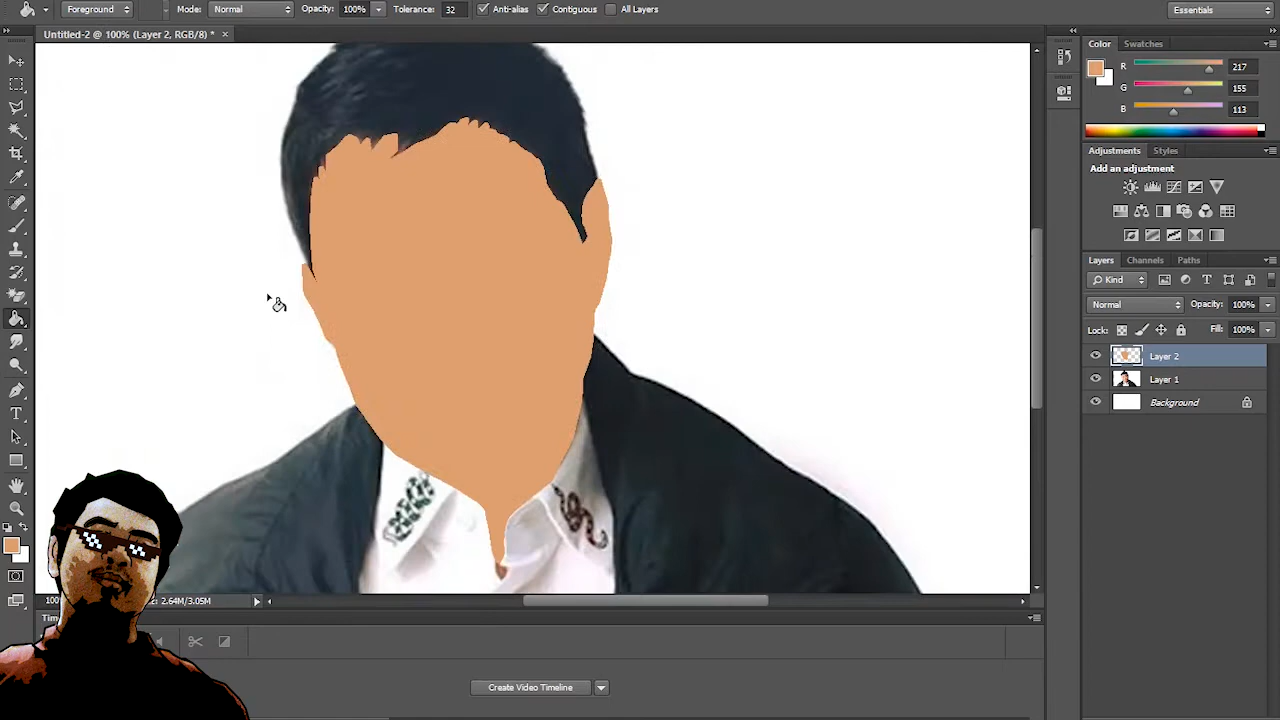 Foreground Mode: Normal Opacity: 100% Tolerance: 32 Anti-alias Contiguous All Layers Essentials
Untitled-2 @ 100% (Layer 2, RGB/8) * ×
Color Swatches
R 217
G 155
B 113
Adjustments Styles
Add an adjustment
Layers Channels Paths
Kind
Normal Opacity: 100%
Lock: Fill: 100%
Layer 2
Layer 1
Background
2.64M/3.05M
Create Video Timeline